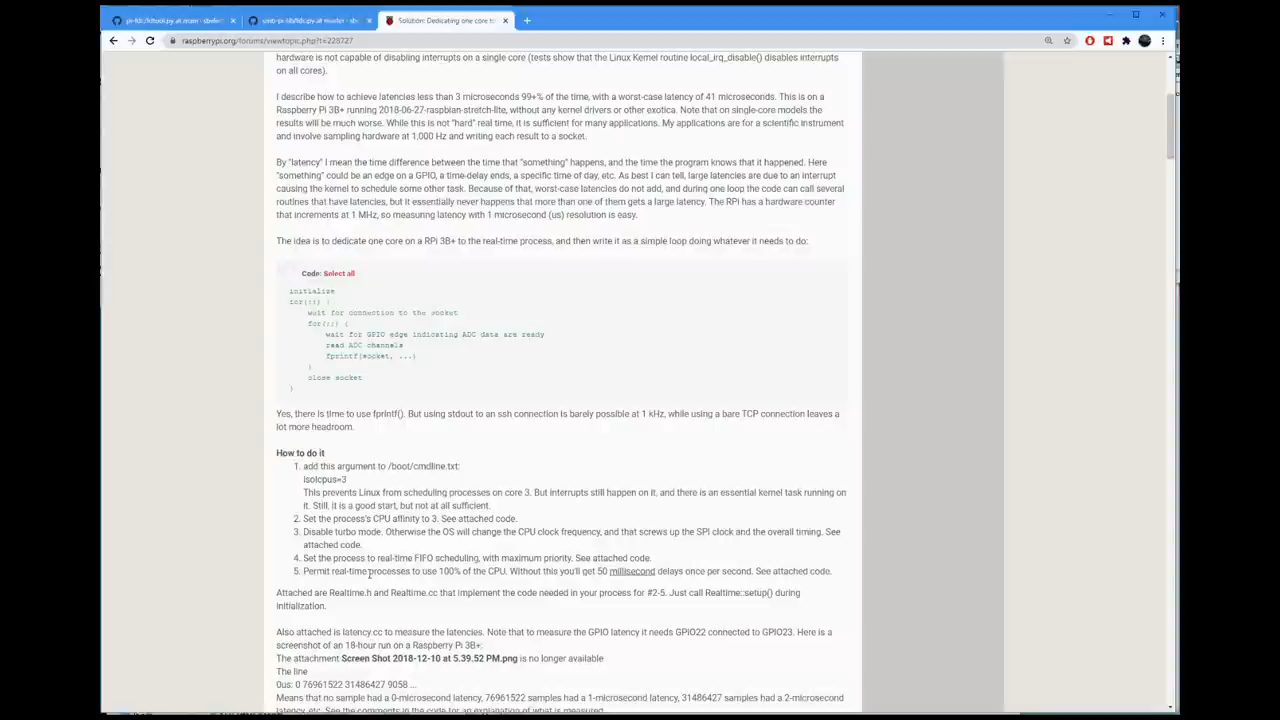 Solution: Dedicating one core to
raspberrypi.org/forums/viewtopic.php?t=228727
hardware is not capable of disabling interrupts on a single core (tests show that the Linux Kernel routine local_irq_disable() disables interrupts
on all cores).
I describe how to achieve latencies less than 3 microseconds 99+% of the time, with a worst-case latency of 41 microseconds. This is on a
Raspberry Pi 3B+ running 2018-06-27-raspbian-stretch-lite, without any kernel drivers or other exotica. Note that on single-core models the
results will be much worse. While this is not "hard" real time, it is sufficient for many applications. My applications are for a scientific instrument
and involve sampling hardware at 1,000 Hz and writing each result to a socket.
By "latency" I mean the time difference between the time that "something" happens, and the time the program knows that it happened. Here
"something" could be an edge on a GPIO, a time-delay ends, a specific time of day, etc. As best I can tell, large latencies are due to an interrupt
causing the kernel to schedule some other task. Because of that, worst-case latencies do not add, and during one loop the code can call several
routines that have latencies, but it essentially never happens that more than one of them gets a large latency. The RPi has a hardware counter
that increments at 1 MHz, so measuring latency with 1 microsecond (us) resolution is easy.
The idea is to dedicate one core on a RPi 3B+ to the real-time process, and then write it as a simple loop doing whatever it needs to do:
Code: Select all
initialize
for(;;) {
wait for connection to the socket
for(;;) {
wait for GPIO edge indicating ADC data are ready
read ADC channels
fprintf(socket, ...)
}
close socket
}
Yes, there is time to use fprintf(). But using stdout to an ssh connection is barely possible at 1 kHz, while using a bare TCP connection leaves a
lot more headroom.
How to do it
1. add this argument to /boot/cmdline.txt:
isolcpus=3
This prevents Linux from scheduling processes on core 3. But interrupts still happen on it, and there is an essential kernel task running on
it. Still, it is a good start, but not at all sufficient.
2. Set the process's CPU affinity to 3. See attached code.
3. Disable turbo mode. Otherwise the OS will change the CPU clock frequency, and that screws up the SPI clock and the overall timing. See
attached code.
4. Set the process to real-time FIFO scheduling, with maximum priority. See attached code.
5. Permit real-time processes to use 100% of the CPU. Without this you'll get 50 millisecond delays once per second. See attached code.
Attached are Realtime.h and Realtime.cc that implement the code needed in your process for #2-5. Just call Realtime::setup() during
initialization.
Also attached is latency.cc to measure the latencies. Note that to measure the GPIO latency it needs GPIO22 connected to GPIO23. Here is a
screenshot of an 18-hour run on a Raspberry Pi 3B+:
The attachment Screen Shot 2018-12-10 at 5.39.52 PM.png is no longer available
The line
0us: 0 76961522 31486427 9058 ...
Means that no sample had a 0-microsecond latency, 76961522 samples had a 1-microsecond latency, 31486427 samples had a 2-microsecond
latency, etc. See the comments in the code for an explanation of what is measured.